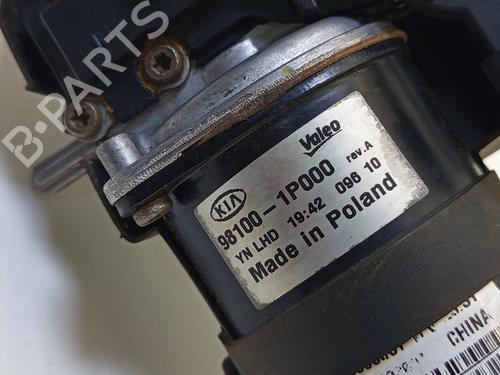 B-PARTS
Valeo
KIA
98100-1P000 rev.A
YN LHD 19:42 096 10
Made in Poland
CHINA